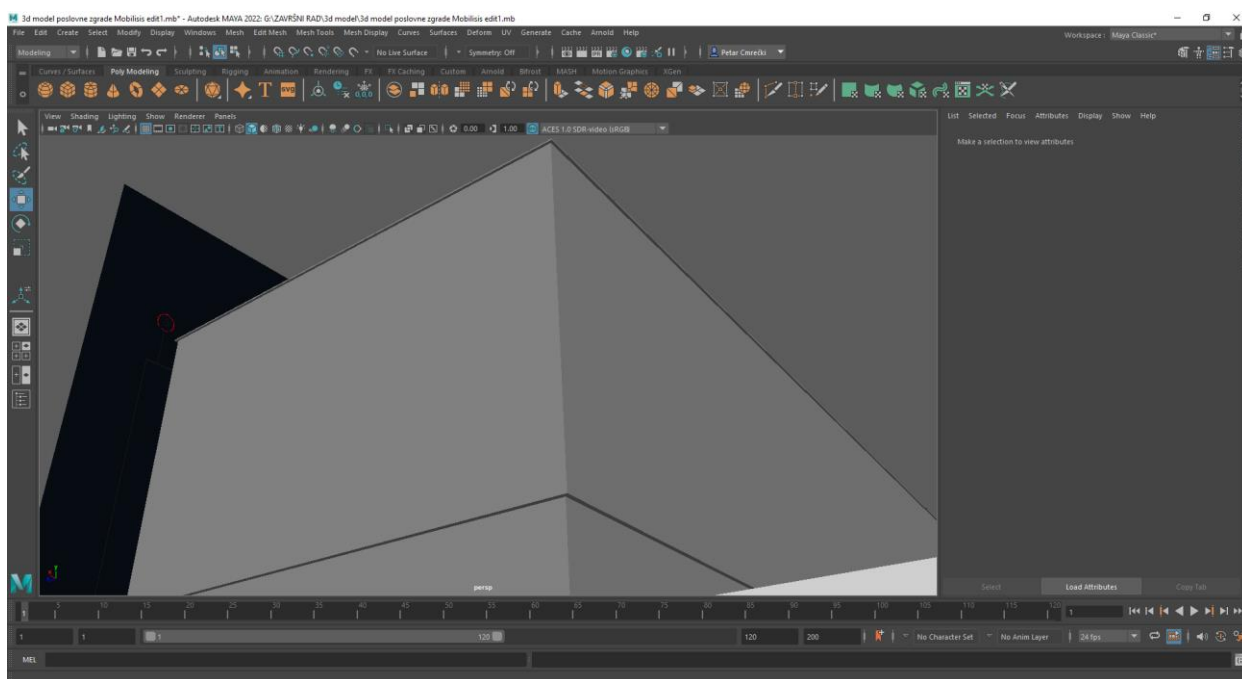 3d model poslovne zgrade Mobilisis edit1.mb* - Autodesk MAYA 2022: G:\ZAVRŠNI RAD\3d model\3d model poslovne zgrade Mobilisis edit1.mb
File Edit Create Select Modify Display Windows Mesh Edit Mesh Mesh Tools Mesh Display Curves Surfaces Deform UV Generate Cache Arnold Help
Workspace: Maya Classic*
Modeling No Live Surface Symmetry: Off Petar Cmrečki
Curves / Surfaces Poly Modeling Sculpting Rigging Animation Rendering FX FX Caching Custom Arnold Bifrost MASH Motion Graphics XGen
T SVG 0,0,0
View Shading Lighting Show Renderer Panels
List Selected Focus Attributes Display Show Help
0.00 1.00 ACES 1.0 SDR-video (sRGB)
Make a selection to view attributes
persp
Select Load Attributes Copy Tab
1 5 10 15 20 25 30 35 40 45 50 55 60 65 70 75 80 85 90 95 100 105 110 115 120 1
1 1 1 120 120 200 No Character Set No Anim Layer 24 fps
MEL